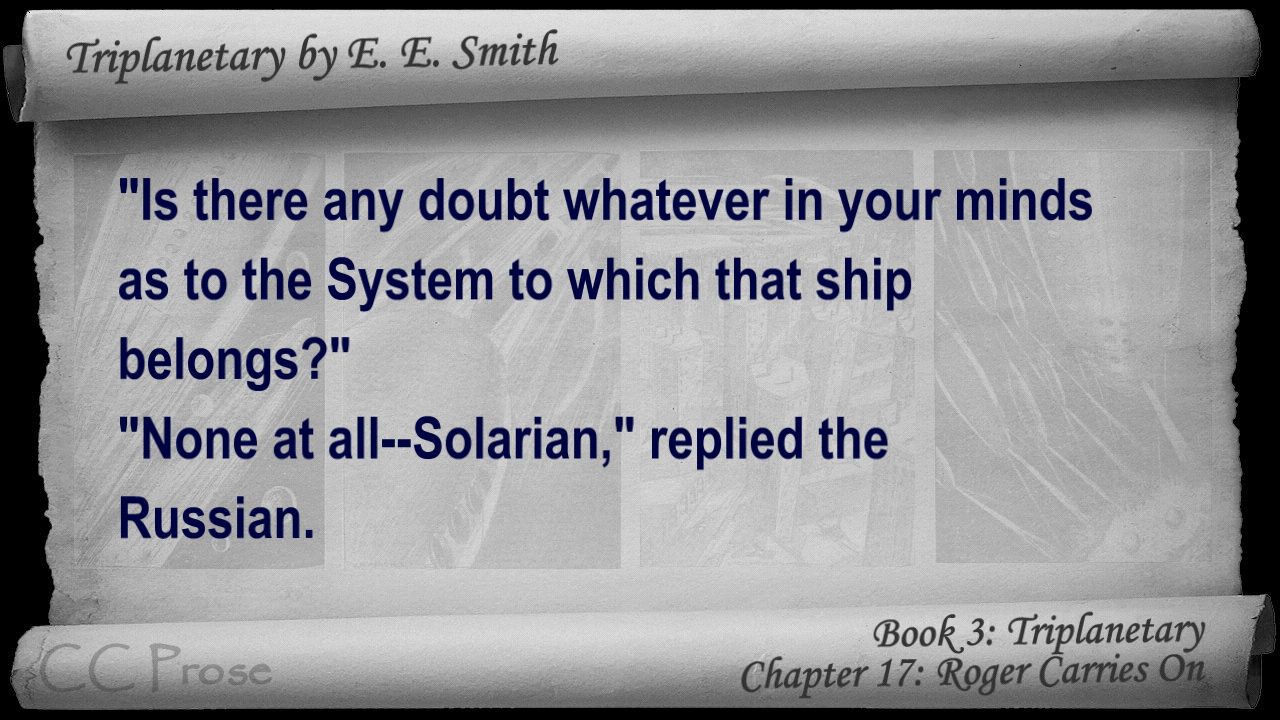 Triplanetary by E. E. Smith
"Is there any doubt whatever in your minds
as to the System to which that ship
belongs?"
"None at all--Solarian," replied the
Russian.
Book 3: Triplanetary
Chapter 17: Roger Carries On
CC Prose